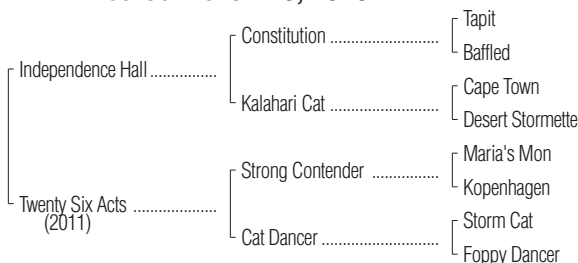 Tapit
Constitution
Baffled
Independence Hall
Cape Town
Kalahari Cat
Desert Stormette
Maria's Mon
Strong Contender
Kopenhagen
Twenty Six Acts
(2011)
Storm Cat
Cat Dancer
Foppy Dancer